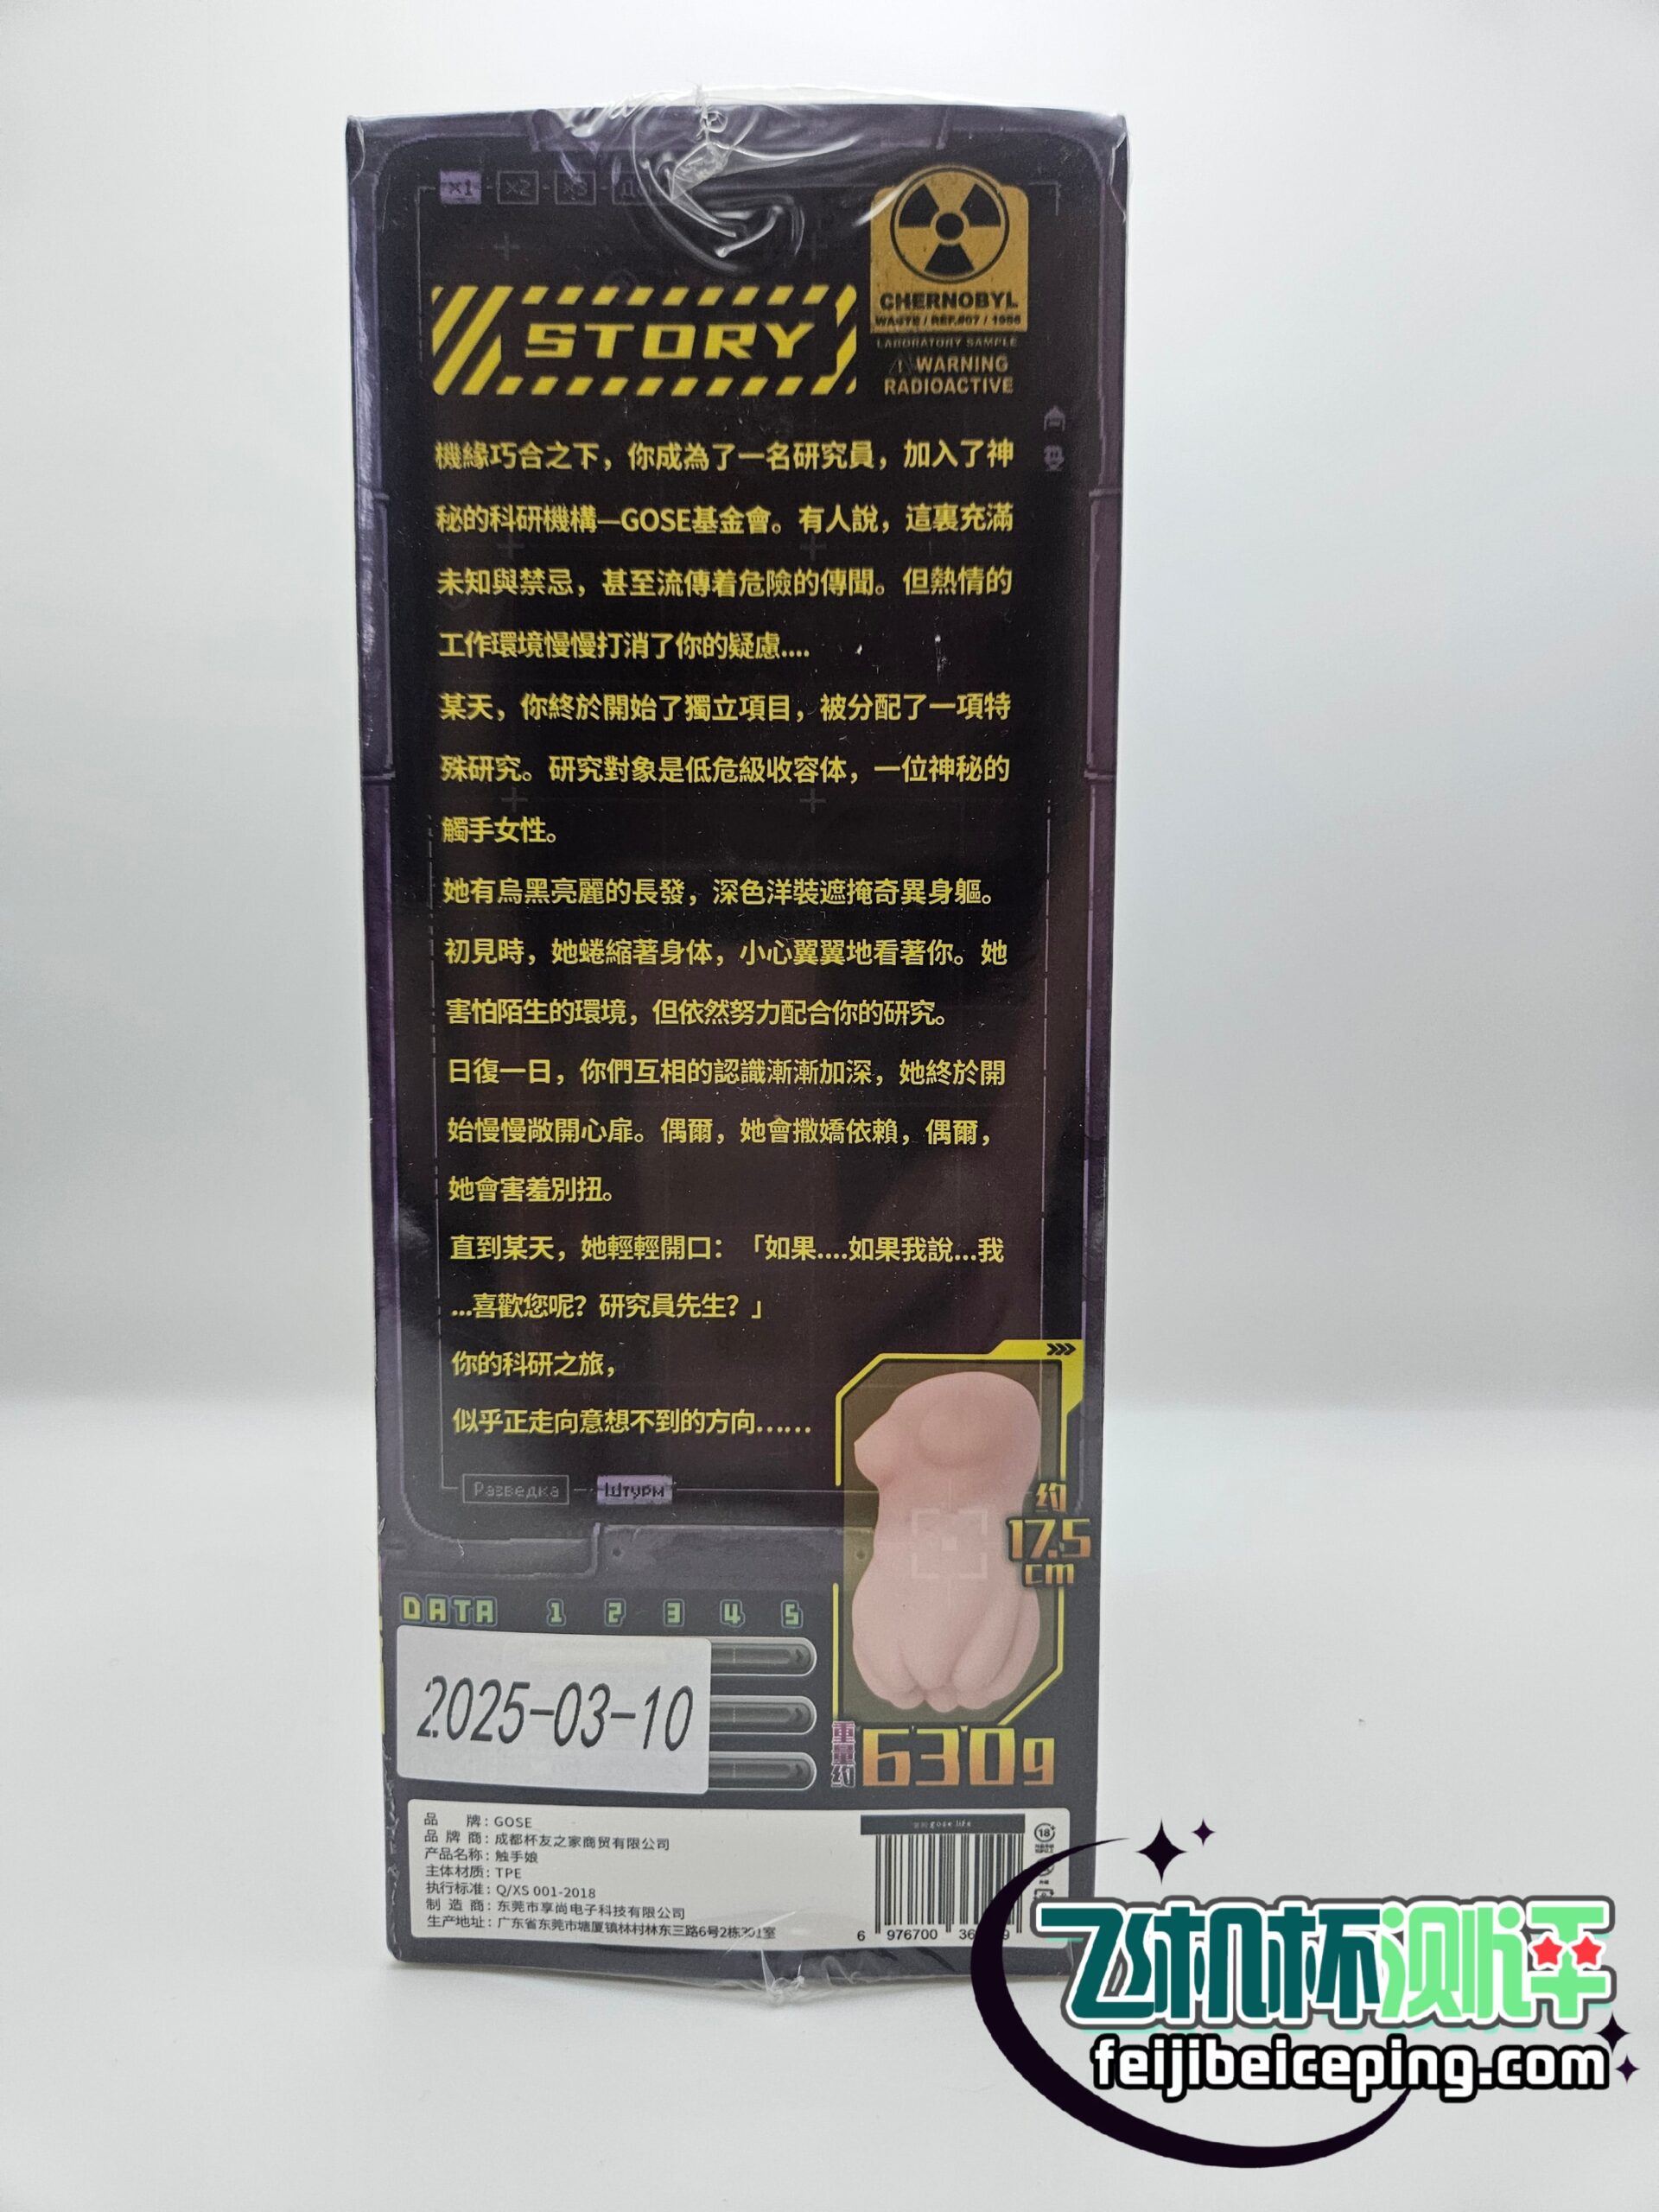 ×1 ×2 ×3
CHERNOBYL
WASTE / REF.#07 / 1986
LABORATORY SAMPLE
WARNING
RADIOACTIVE
STORY
機緣巧合之下，你成為了一名研究員，加入了神
秘的科研機構—GOSE基金會。有人說，這裏充滿
未知與禁忌，甚至流傳着危險的傳聞。但熱情的
工作環境慢慢打消了你的疑慮....
某天，你終於開始了獨立項目，被分配了一項特
殊研究。研究對象是低危級收容体，一位神秘的
觸手女性。
她有烏黑亮麗的長發，深色洋裝遮掩奇異身軀。
初見時，她蜷縮著身体，小心翼翼地看著你。她
害怕陌生的環境，但依然努力配合你的研究。
日復一日，你們互相的認識漸漸加深，她終於開
始慢慢敞開心扉。偶爾，她會撒嬌依賴，偶爾，
她會害羞別扭。
直到某天，她輕輕開口：「如果....如果我說...我
...喜歡您呢？研究員先生？」
你的科研之旅，
似乎正走向意想不到的方向......
Разведка Штурм
约
17.5
cm
DATA 1 2 3 4 5
2025-03-10
重量约 630g
品 牌：GOSE
品 牌 商：成都杯友之家商贸有限公司
产品名称：触手娘
主体材质：TPE
执行标准：Q/XS 001-2018
制 造 商：东莞市享尚电子科技有限公司
生产地址：广东省东莞市塘厦镇林村林东三路6号2栋301室
gose life
18+
6 976700 36
飞机杯测评
feijibeiceping.com